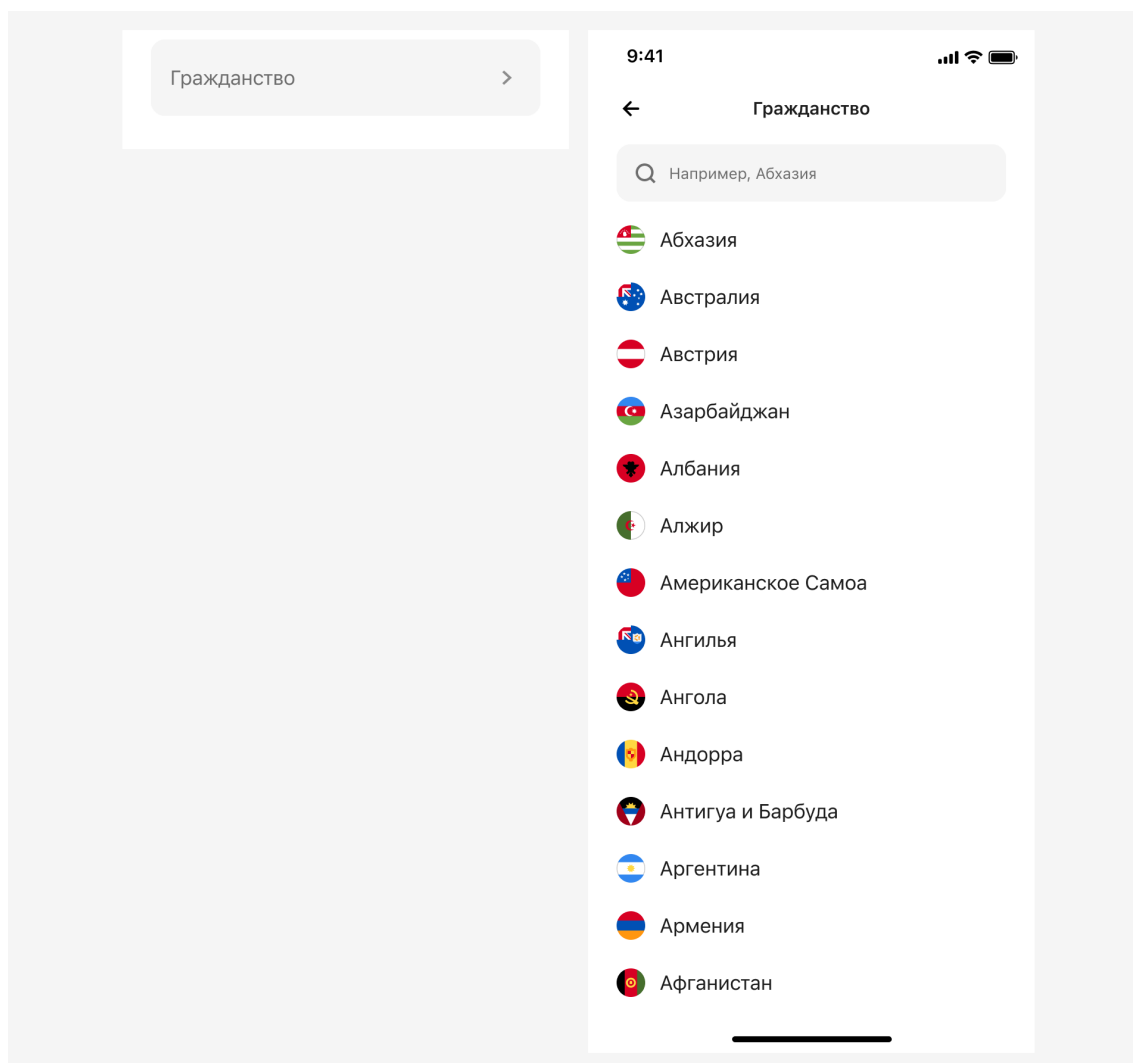 Гражданство
9:41
Гражданство
Например, Абхазия
Абхазия
Австралия
Австрия
Азарбайджан
Албания
Алжир
Американское Самоа
Ангилья
Ангола
Андорра
Антигуа и Барбуда
Аргентина
Армения
Афганистан